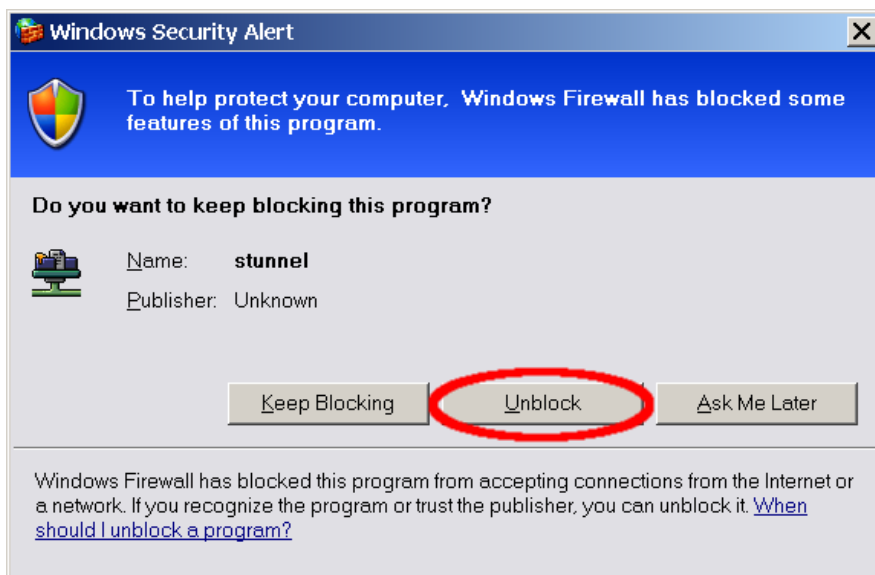 Windows Security Alert
To help protect your computer, Windows Firewall has blocked some
features of this program.
Do you want to keep blocking this program?
Name: stunnel
Publisher: Unknown
Keep Blocking Unblock Ask Me Later
Windows Firewall has blocked this program from accepting connections from the Internet or
a network. If you recognize the program or trust the publisher, you can unblock it. When
should I unblock a program?